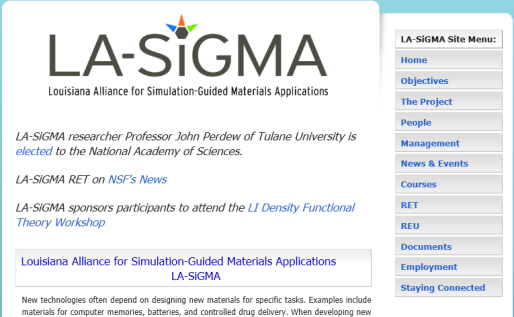 LA-SiGMA
Louisiana Alliance for Simulation-Guided Materials Applications
LA-SiGMA researcher Professor John Perdew of Tulane University is
elected to the National Academy of Sciences.
LA-SiGMA RET on NSF's News
LA-SiGMA sponsors participants to attend the LI Density Functional
Theory Workshop
Louisiana Alliance for Simulation-Guided Materials Applications
LA-SiGMA
New technologies often depend on designing new materials for specific tasks. Examples include
materials for computer memories, batteries, and controlled drug delivery. When developing new
LA-SiGMA Site Menu:
Home
Objectives
The Project
People
Management
News & Events
Courses
RET
REU
Documents
Employment
Staying Connected